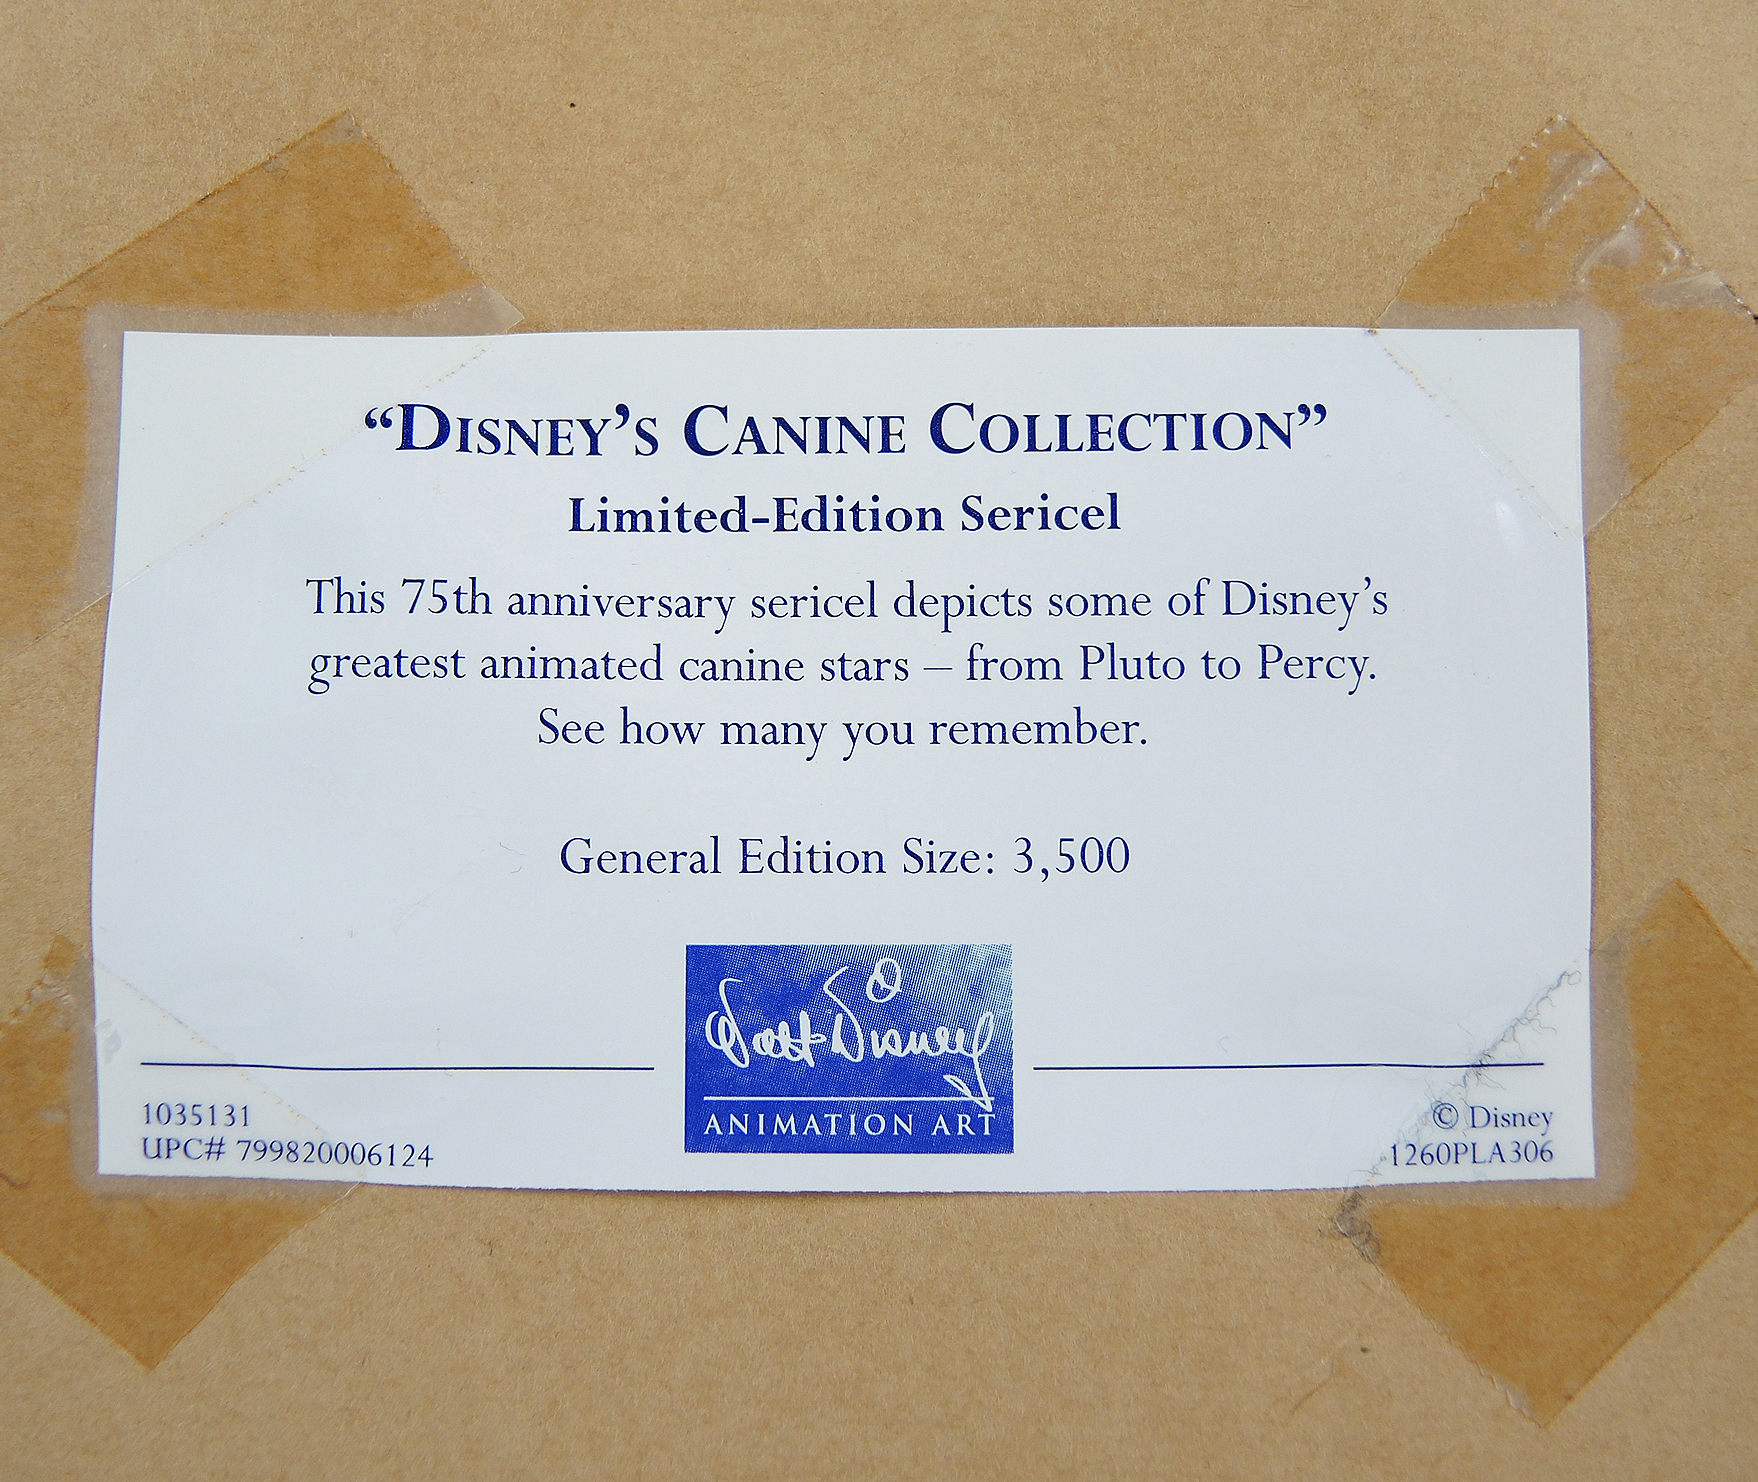 “DISNEY’S CANINE COLLECTION”
Limited-Edition Sericel
This 75th anniversary sericel depicts some of Disney’s
greatest animated canine stars – from Pluto to Percy.
See how many you remember.
General Edition Size: 3,500
Walt Disney
ANIMATION ART
1035131
UPC# 799820006124
© Disney
1260PLA306